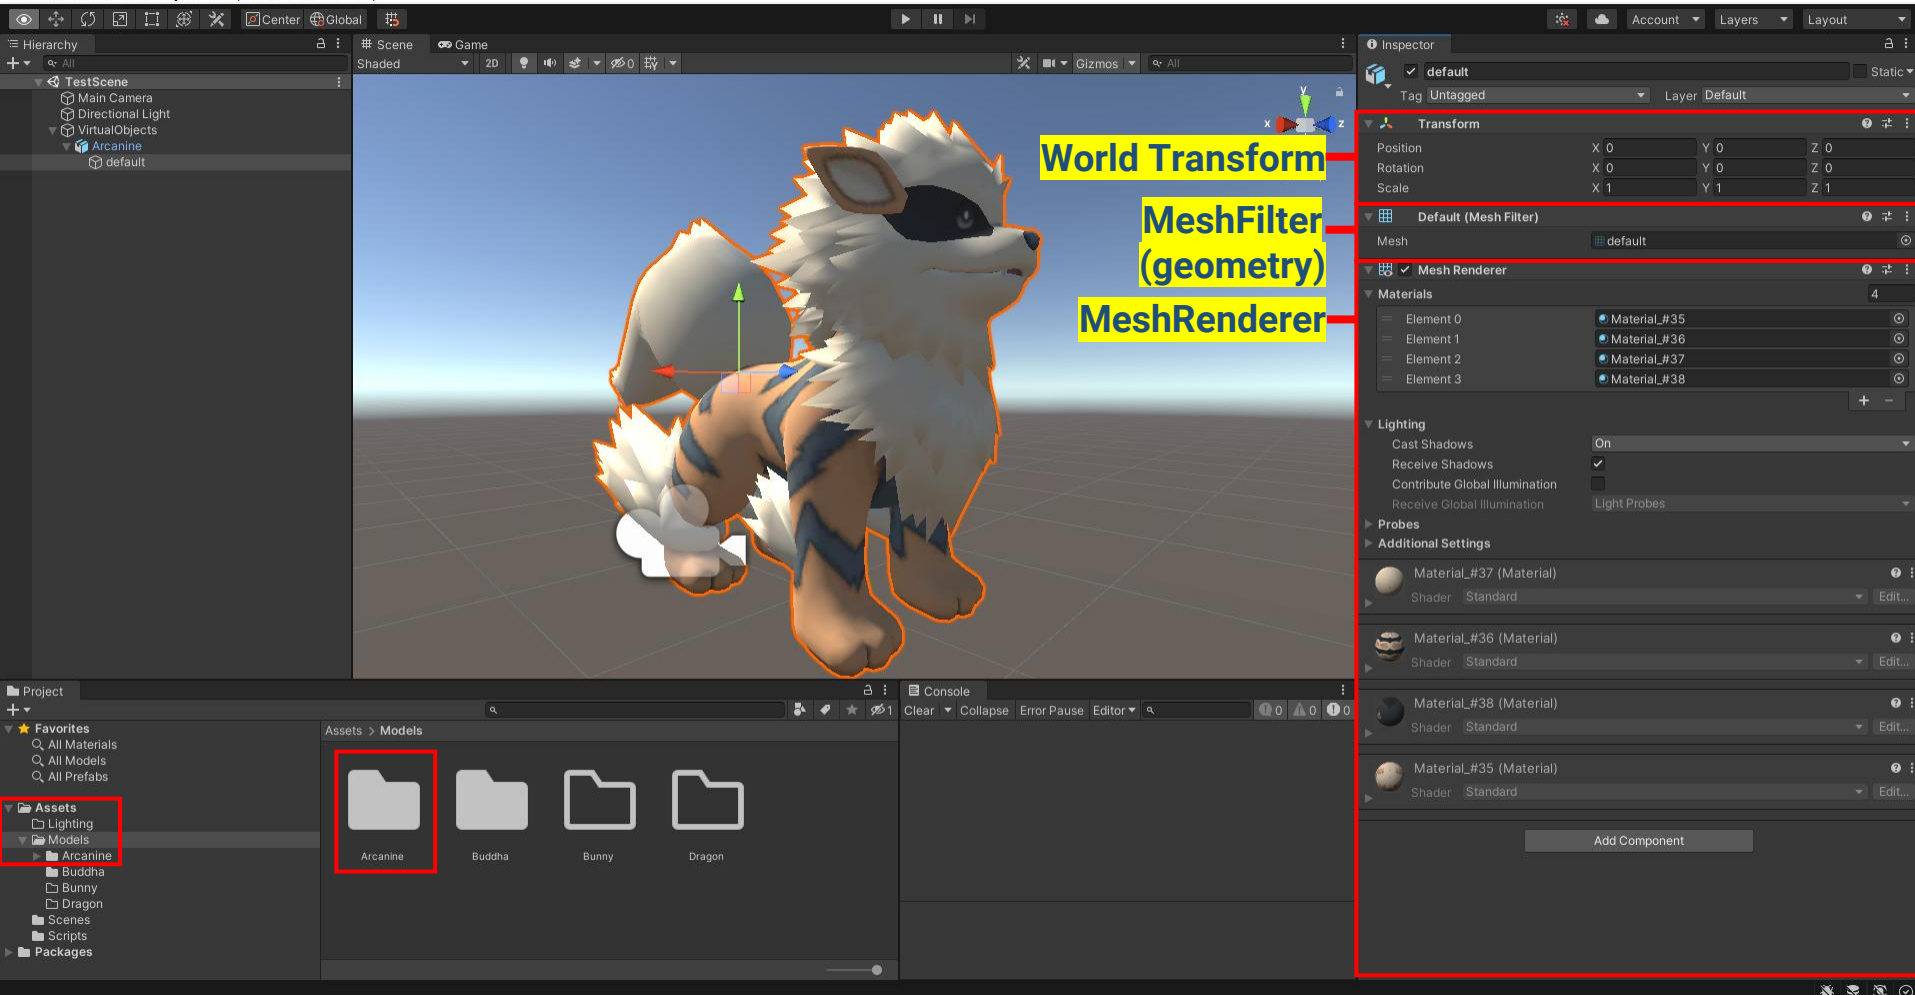 Center Global
Account Layers Layout
Hierarchy
All
TestScene
Main Camera
Directional Light
VirtualObjects
Arcanine
default
Scene Game
Shaded 2D 0 Gizmos All
y
x z
World Transform
MeshFilter
(geometry)
MeshRenderer
Inspector
default Static
Tag Untagged Layer Default
Transform
Position X 0 Y 0 Z 0
Rotation X 0 Y 0 Z 0
Scale X 1 Y 1 Z 1
Default (Mesh Filter)
Mesh default
Mesh Renderer
Materials 4
Element 0 Material_#35
Element 1 Material_#36
Element 2 Material_#37
Element 3 Material_#38
Lighting
Cast Shadows On
Receive Shadows
Contribute Global Illumination
Receive Global Illumination Light Probes
Probes
Additional Settings
Material_#37 (Material)
Shader Standard Edit...
Material_#36 (Material)
Shader Standard Edit...
Material_#38 (Material)
Shader Standard Edit...
Material_#35 (Material)
Shader Standard Edit...
Add Component
Project
1
Favorites
All Materials
All Models
All Prefabs
Assets
Lighting
Models
Arcanine
Buddha
Bunny
Dragon
Scenes
Scripts
Packages
Assets > Models
Arcanine Buddha Bunny Dragon
Console
Clear Collapse Error Pause Editor 0 0 0